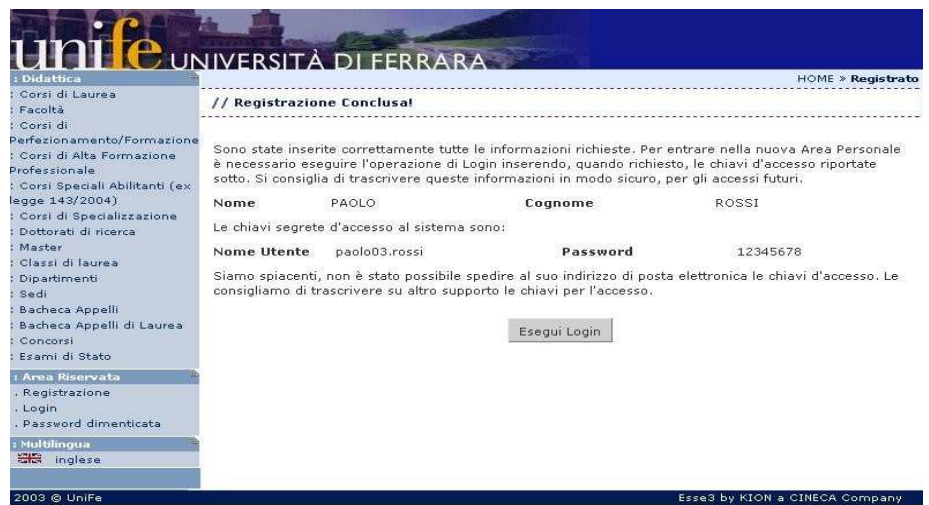 unife UNIVERSITÀ DI FERRARA
: Didattica
: Corsi di Laurea
: Facoltà
: Corsi di
Perfezionamento/Formazione
: Corsi di Alta Formazione
Professionale
: Corsi Speciali Abilitanti (ex
legge 143/2004)
: Corsi di Specializzazione
: Dottorati di ricerca
: Master
: Classi di laurea
: Dipartimenti
: Sedi
: Bacheca Appelli
: Bacheca Appelli di Laurea
: Concorsi
: Esami di Stato
: Area Riservata
. Registrazione
. Login
. Password dimenticata
: Multilingua
inglese
HOME » Registrato
// Registrazione Conclusa!
Sono state inserite correttamente tutte le informazioni richieste. Per entrare nella nuova Area Personale
è necessario eseguire l'operazione di Login inserendo, quando richiesto, le chiavi d'accesso riportate
sotto. Si consiglia di trascrivere queste informazioni in modo sicuro, per gli accessi futuri.
Nome PAOLO Cognome ROSSI
Le chiavi segrete d'accesso al sistema sono:
Nome Utente paolo03.rossi Password 12345678
Siamo spiacenti, non è stato possibile spedire al suo indirizzo di posta elettronica le chiavi d'accesso. Le
consigliamo di trascrivere su altro supporto le chiavi per l'accesso.
Esegui Login
2003 © UniFe
Esse3 by KION a CINECA Company